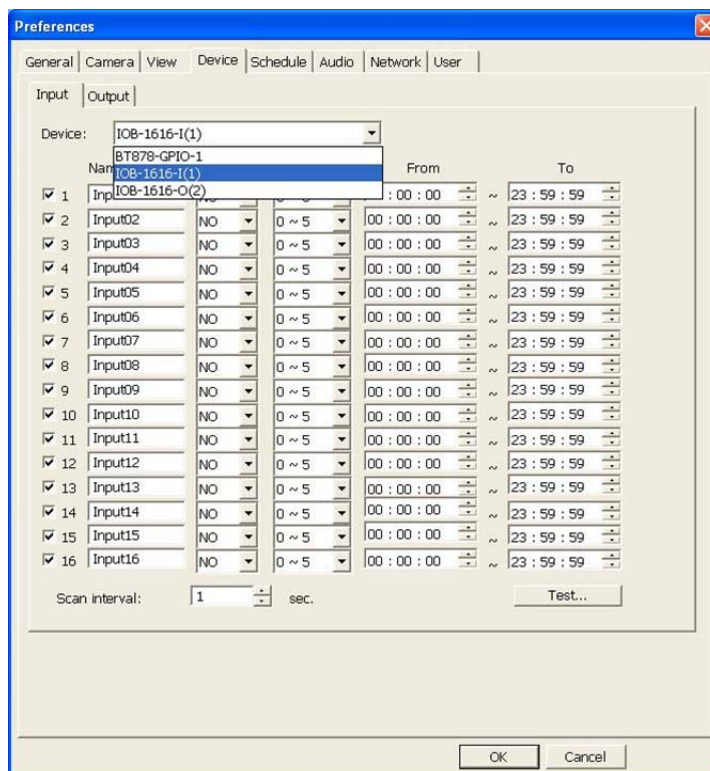 Preferences
General Camera View Device Schedule Audio Network User
Input Output
Device: IOB-1616-I(1)
BT878-GPIO-1
IOB-1616-I(1)
IOB-1616-O(2)
From To
1 : 00 : 00 ~ 23 : 59 : 59
2 Input02 NO 0 ~ 5 00 : 00 : 00 ~ 23 : 59 : 59
3 Input03 NO 0 ~ 5 00 : 00 : 00 ~ 23 : 59 : 59
4 Input04 NO 0 ~ 5 00 : 00 : 00 ~ 23 : 59 : 59
5 Input05 NO 0 ~ 5 00 : 00 : 00 ~ 23 : 59 : 59
6 Input06 NO 0 ~ 5 00 : 00 : 00 ~ 23 : 59 : 59
7 Input07 NO 0 ~ 5 00 : 00 : 00 ~ 23 : 59 : 59
8 Input08 NO 0 ~ 5 00 : 00 : 00 ~ 23 : 59 : 59
9 Input09 NO 0 ~ 5 00 : 00 : 00 ~ 23 : 59 : 59
10 Input10 NO 0 ~ 5 00 : 00 : 00 ~ 23 : 59 : 59
11 Input11 NO 0 ~ 5 00 : 00 : 00 ~ 23 : 59 : 59
12 Input12 NO 0 ~ 5 00 : 00 : 00 ~ 23 : 59 : 59
13 Input13 NO 0 ~ 5 00 : 00 : 00 ~ 23 : 59 : 59
14 Input14 NO 0 ~ 5 00 : 00 : 00 ~ 23 : 59 : 59
15 Input15 NO 0 ~ 5 00 : 00 : 00 ~ 23 : 59 : 59
16 Input16 NO 0 ~ 5 00 : 00 : 00 ~ 23 : 59 : 59
Scan interval: 1 sec. Test...
OK Cancel